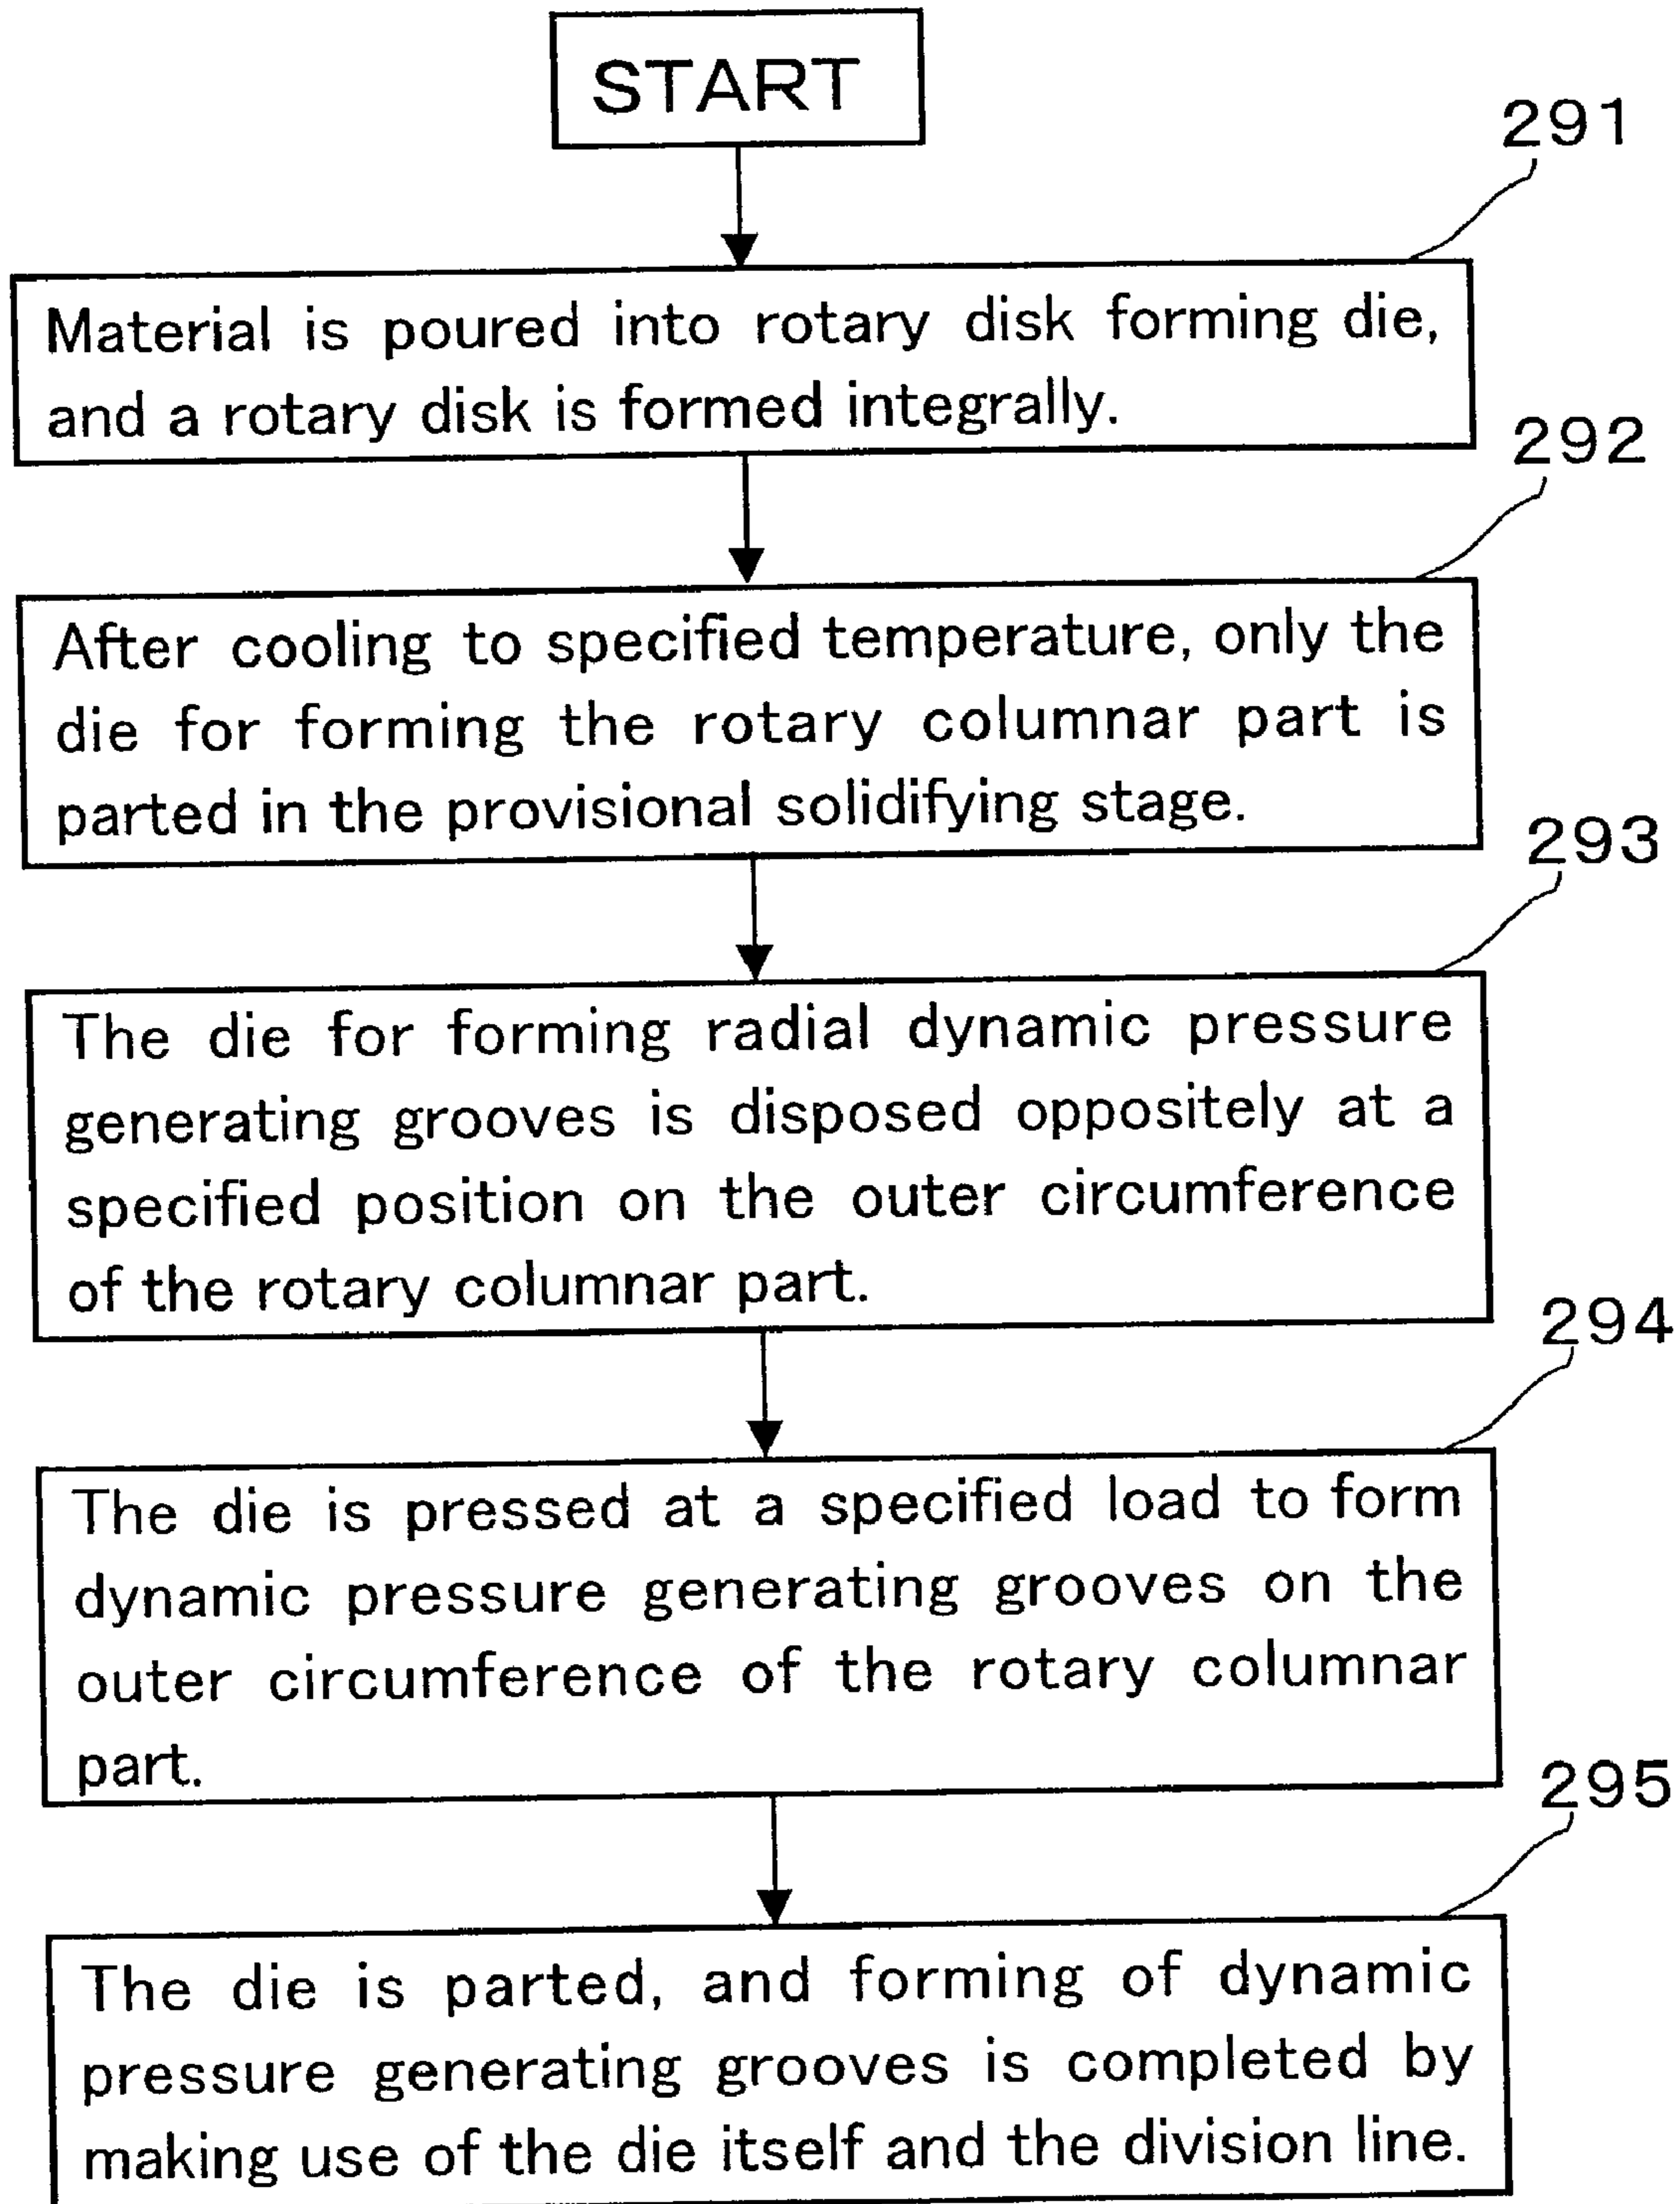 START
291
Material is poured into rotary disk forming die,
and a rotary disk is formed integrally.
292
After cooling to specified temperature, only the
die for forming the rotary columnar part is
parted in the provisional solidifying stage.
293
The die for forming radial dynamic pressure
generating grooves is disposed oppositely at a
specified position on the outer circumference
of the rotary columnar part.
294
The die is pressed at a specified load to form
dynamic pressure generating grooves on the
outer circumference of the rotary columnar
part.
295
The die is parted, and forming of dynamic
pressure generating grooves is completed by
making use of the die itself and the division line.